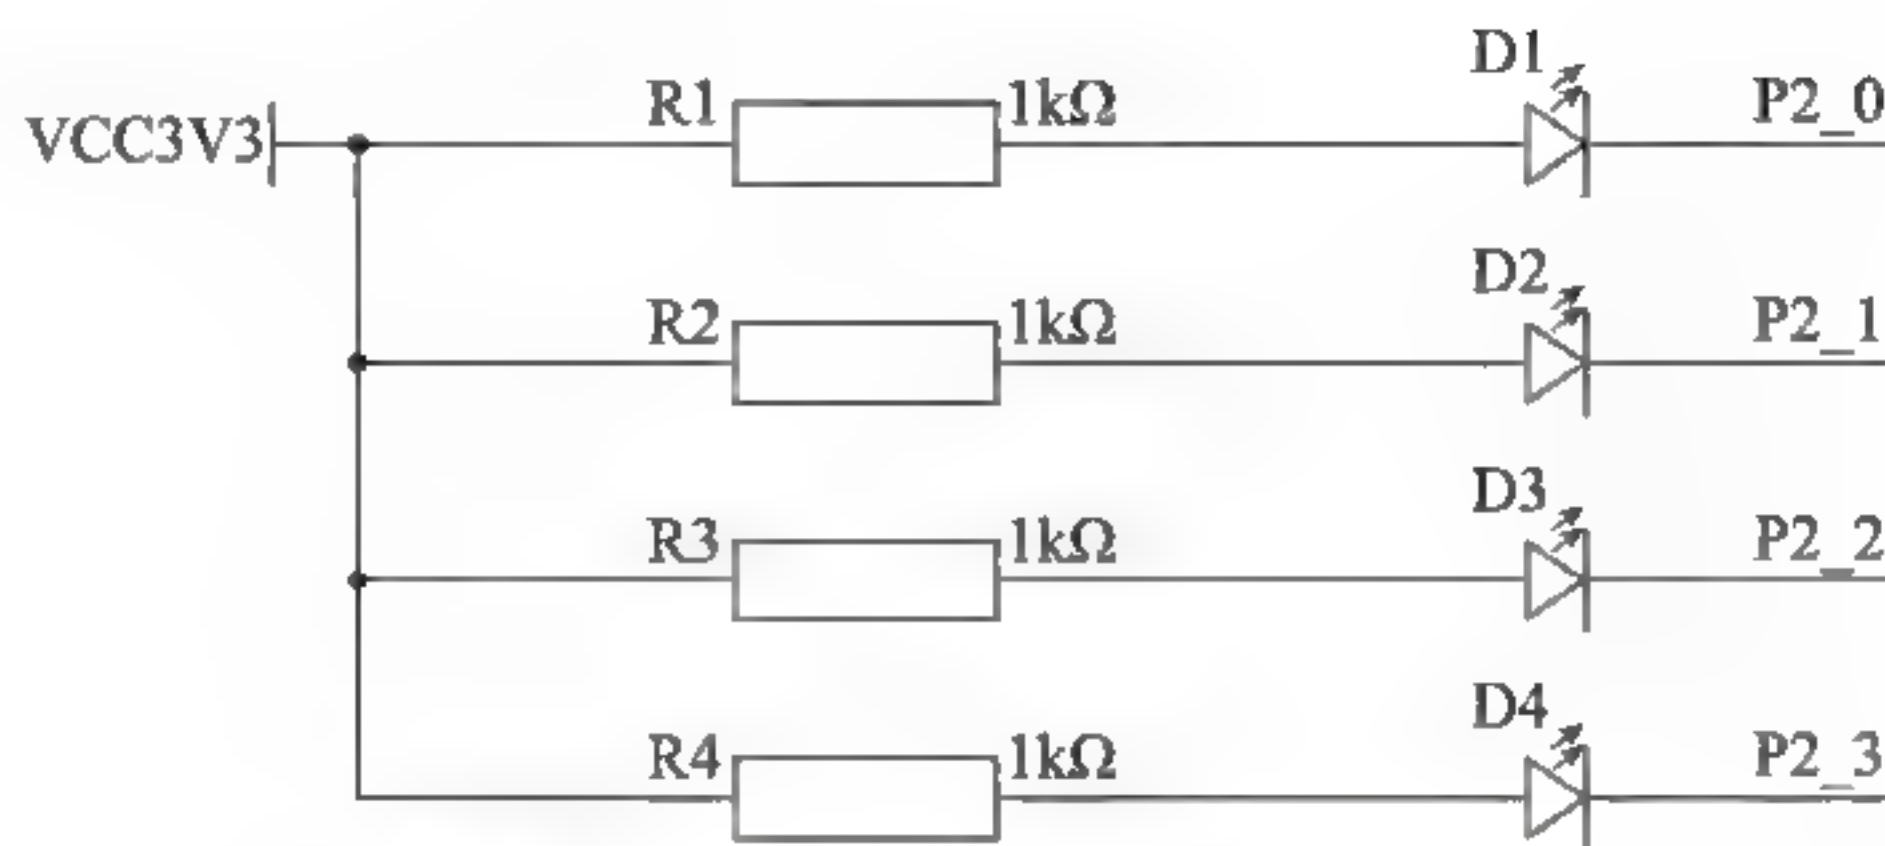 D1
VCC3V3 R1 1kΩ P2_0
D2
R2 1kΩ P2_1
D3
R3 1kΩ P2_2
D4
R4 1kΩ P2_3